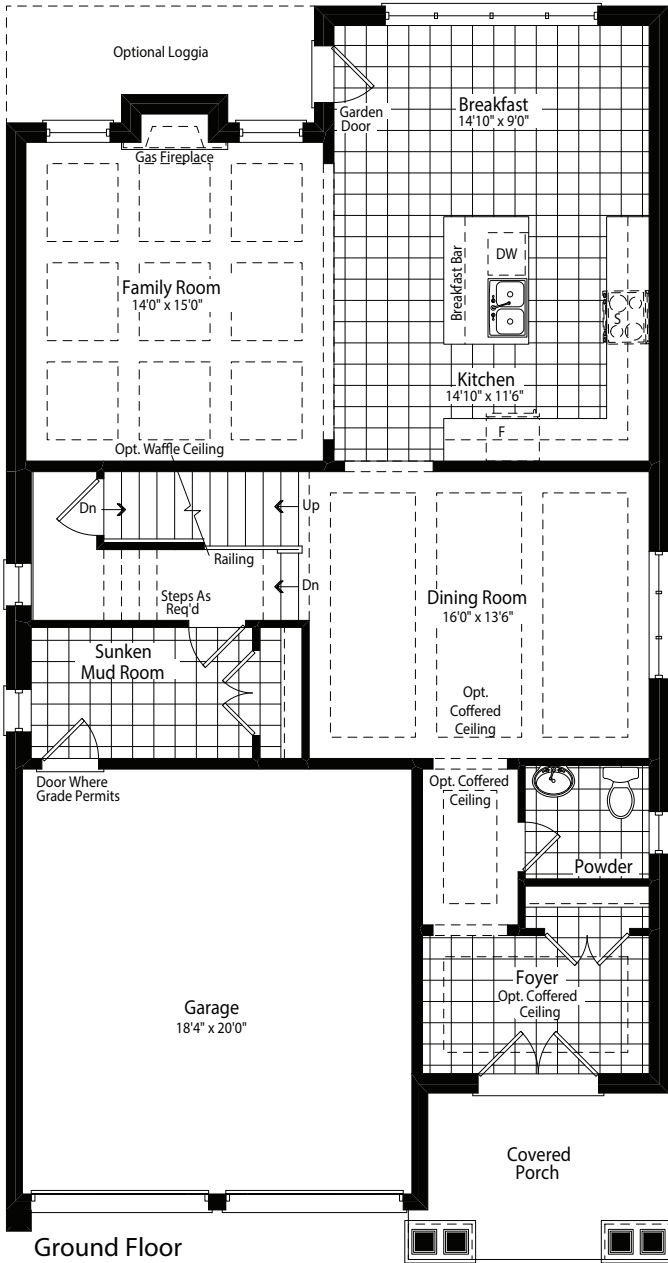 Optional Loggia
Garden
Door
Breakfast
14'10" x 9'0"
Gas Fireplace
DW
Breakfast Bar
Family Room
14'0" x 15'0"
S
Kitchen
14'10" x 11'6"
F
Opt. Waffle Ceiling
Dn
Up
Railing
Dn
Steps As
Req'd
Dining Room
16'0" x 13'6"
Sunken
Mud Room
Opt.
Coffered
Ceiling
Door Where
Grade Permits
Opt. Coffered
Ceiling
Powder
Foyer
Opt. Coffered
Ceiling
Garage
18'4" x 20'0"
Covered
Porch
Ground Floor